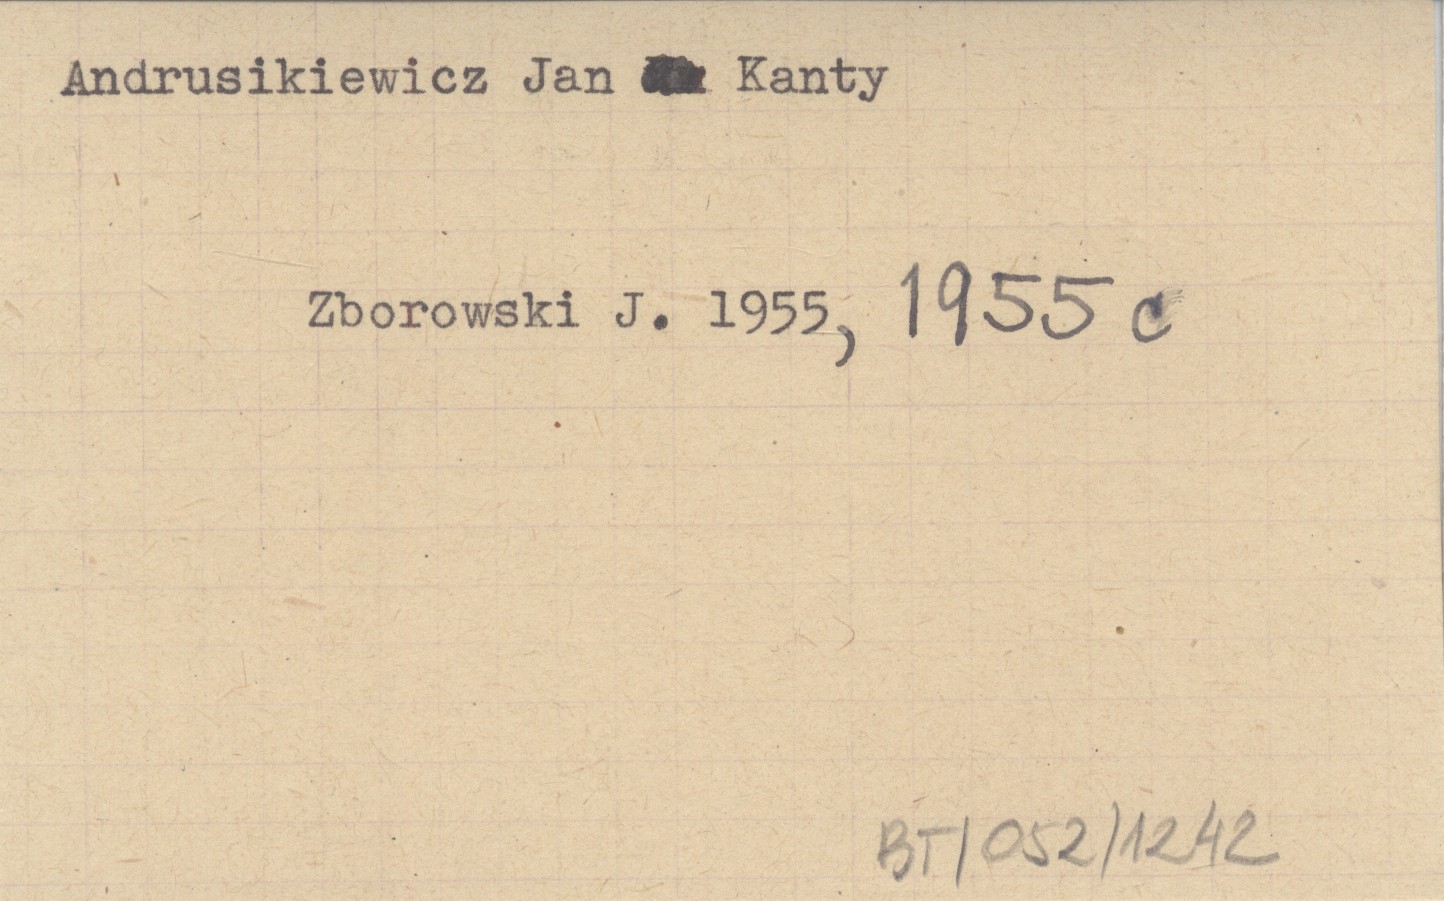 Andrusikiewicz Jan Kanty
Zborowski J. 1955, 1955 c
BT/052/1242